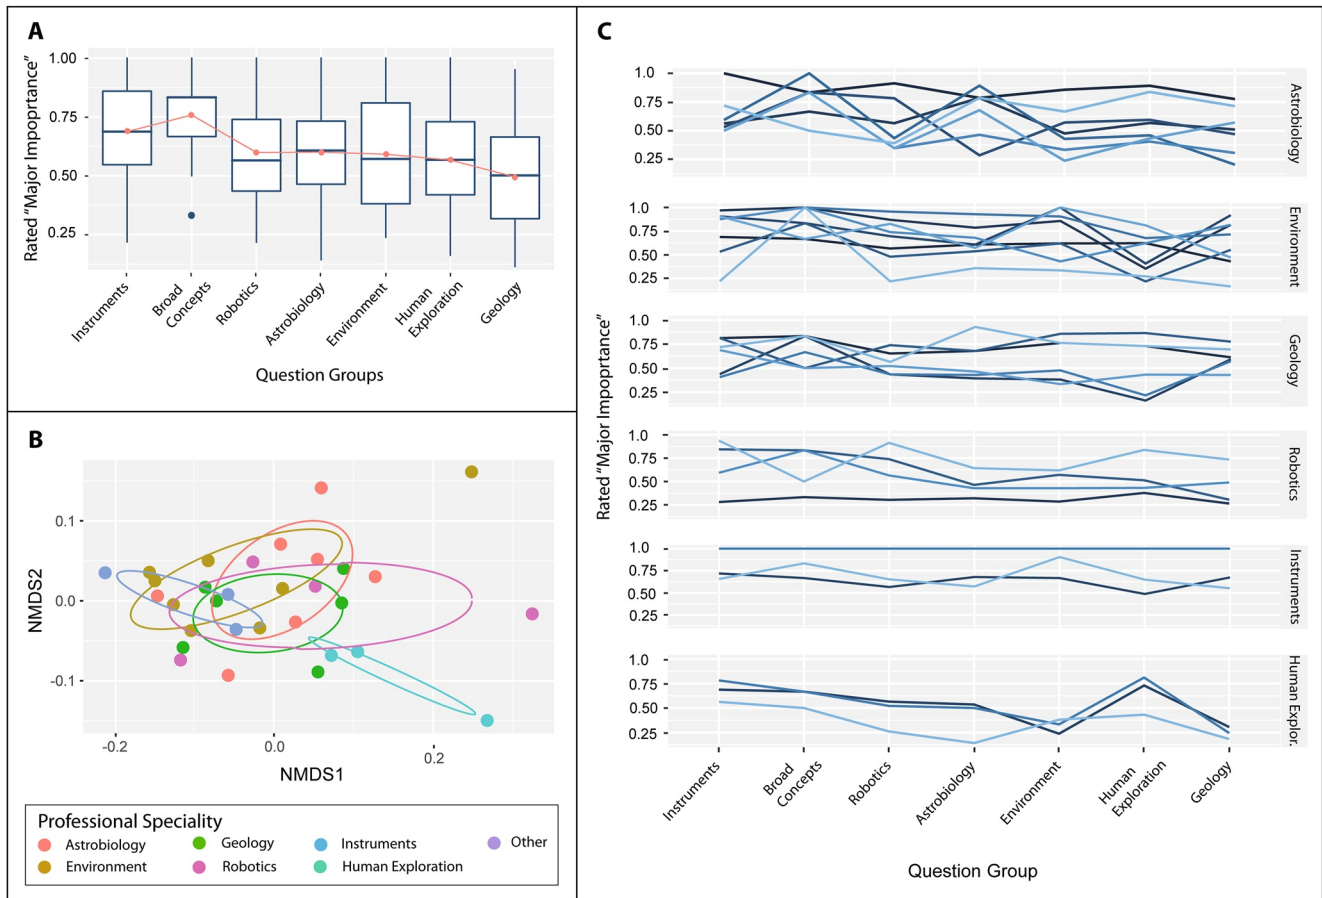 A
Rated “Major Impoprtance”
1.00
0.75
0.50
0.25
Instruments
Broad
Concepts
Robotics
Astrobiology
Environment
Human
Exploration
Geology
Question Groups
B
NMDS2
0.1
0.0
-0.1
-0.2
0.0
0.2
NMDS1
Professional Speciality
Astrobiology
Geology
Instruments
Other
Environment
Robotics
Human Exploration
C
Rated “Major Impoprtance”
1.0
0.75
0.50
0.25
Astrobiology
1.0
0.75
0.50
0.25
Environment
1.0
0.75
0.50
0.25
Geology
1.0
0.75
0.50
0.25
Robotics
1.0
0.75
0.50
0.25
Instruments
1.0
0.75
0.50
0.25
Human Explor.
Instruments
Broad
Concepts
Robotics
Astrobiology
Environment
Human
Exploration
Geology
Question Group